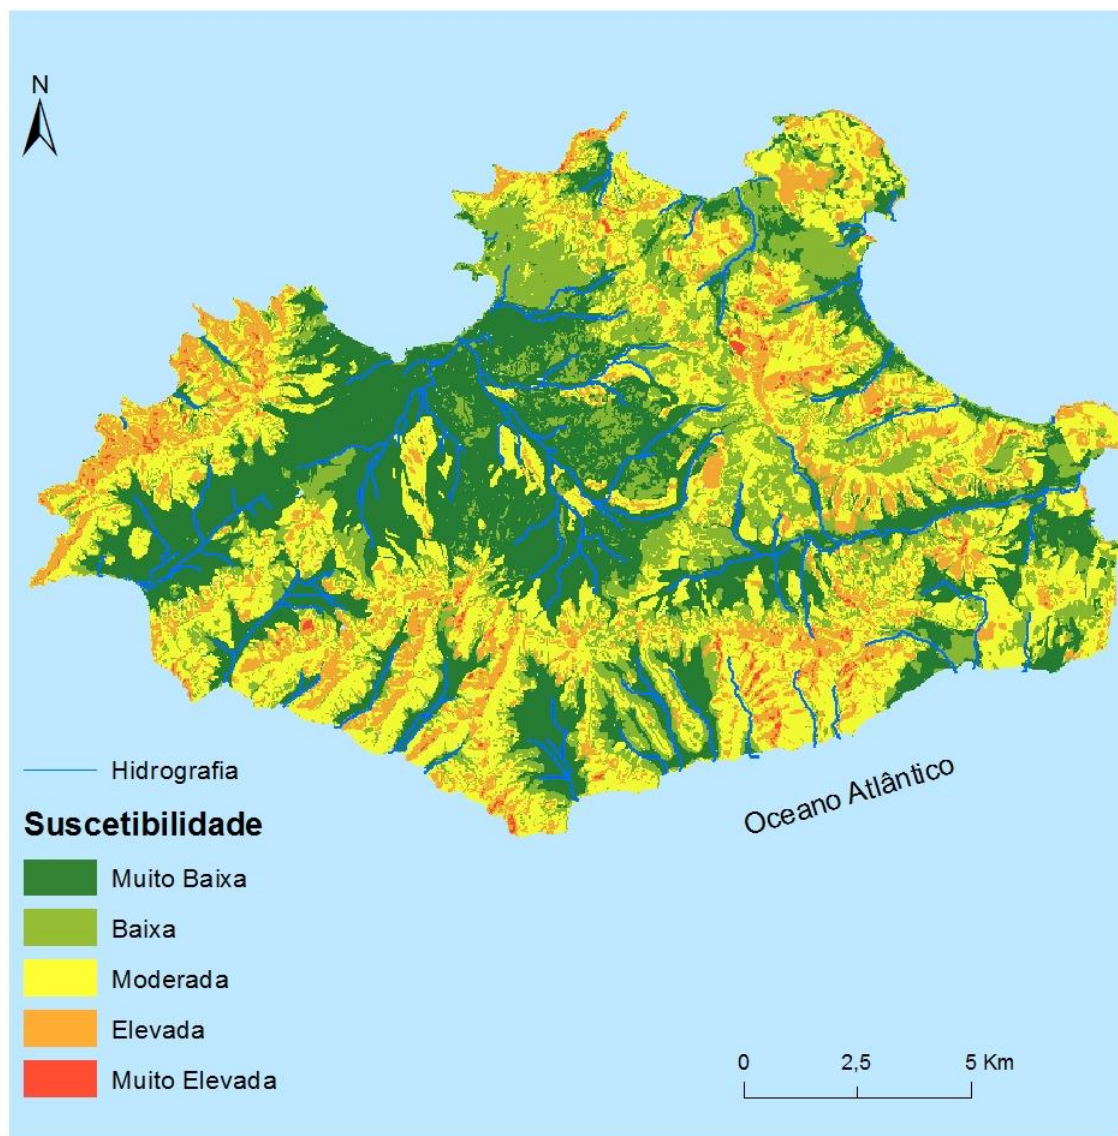 N
Hidrografia
Suscetibilidade
Muito Baixa
Baixa
Moderada
Elevada
Muito Elevada
Oceano Atlântico
0 2,5 5 Km